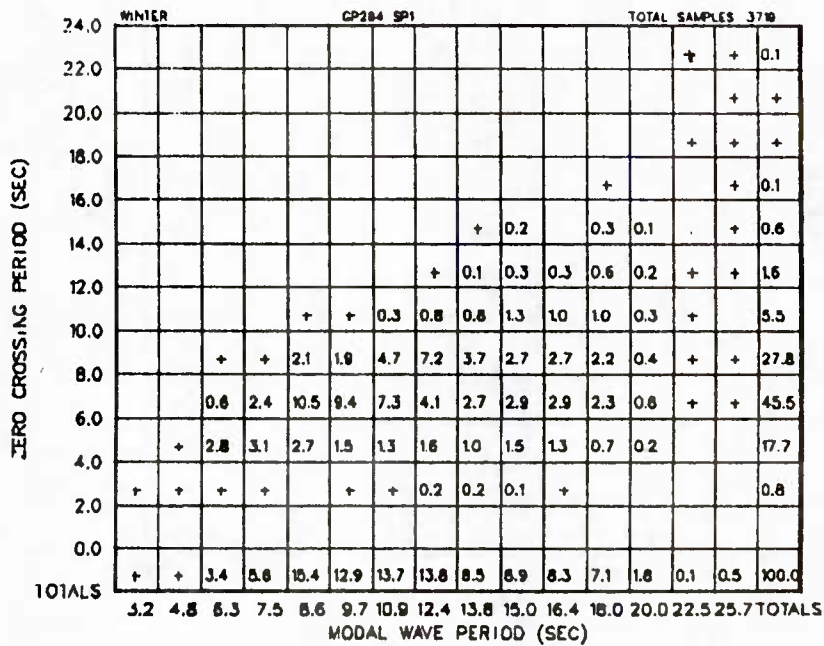 WINTER GP284 SP1 TOTAL SAMPLES 3719
24.0
+ + 0.1
22.0
+ +
20.0
+ + +
18.0
+ + 0.1
16.0
+ 0.2 0.3 0.1 + 0.6
14.0
+ 0.1 0.3 0.3 0.6 0.2 + + 1.6
12.0
+ + 0.3 0.8 0.8 1.3 1.0 1.0 0.3 + 5.5
10.0
+ + 2.1 1.9 4.7 7.2 3.7 2.7 2.7 2.2 0.4 + + 27.8
8.0
0.6 2.4 10.5 9.4 7.3 4.1 2.7 2.9 2.9 2.3 0.6 + + 45.5
6.0
+ 2.8 3.1 2.7 1.5 1.3 1.6 1.0 1.5 1.3 0.7 0.2 17.7
4.0
+ + + + + + 0.2 0.2 0.1 + 0.8
2.0
0.0
TOTALS + + 3.4 5.6 15.4 12.9 13.7 13.8 8.5 8.9 8.3 7.1 1.8 0.1 0.5 100.0
3.2 4.8 6.3 7.5 8.6 9.7 10.9 12.4 13.8 15.0 16.4 18.0 20.0 22.5 25.7 TOTALS
MODAL WAVE PERIOD (SEC)
ZERO CROSSING PERIOD (SEC)